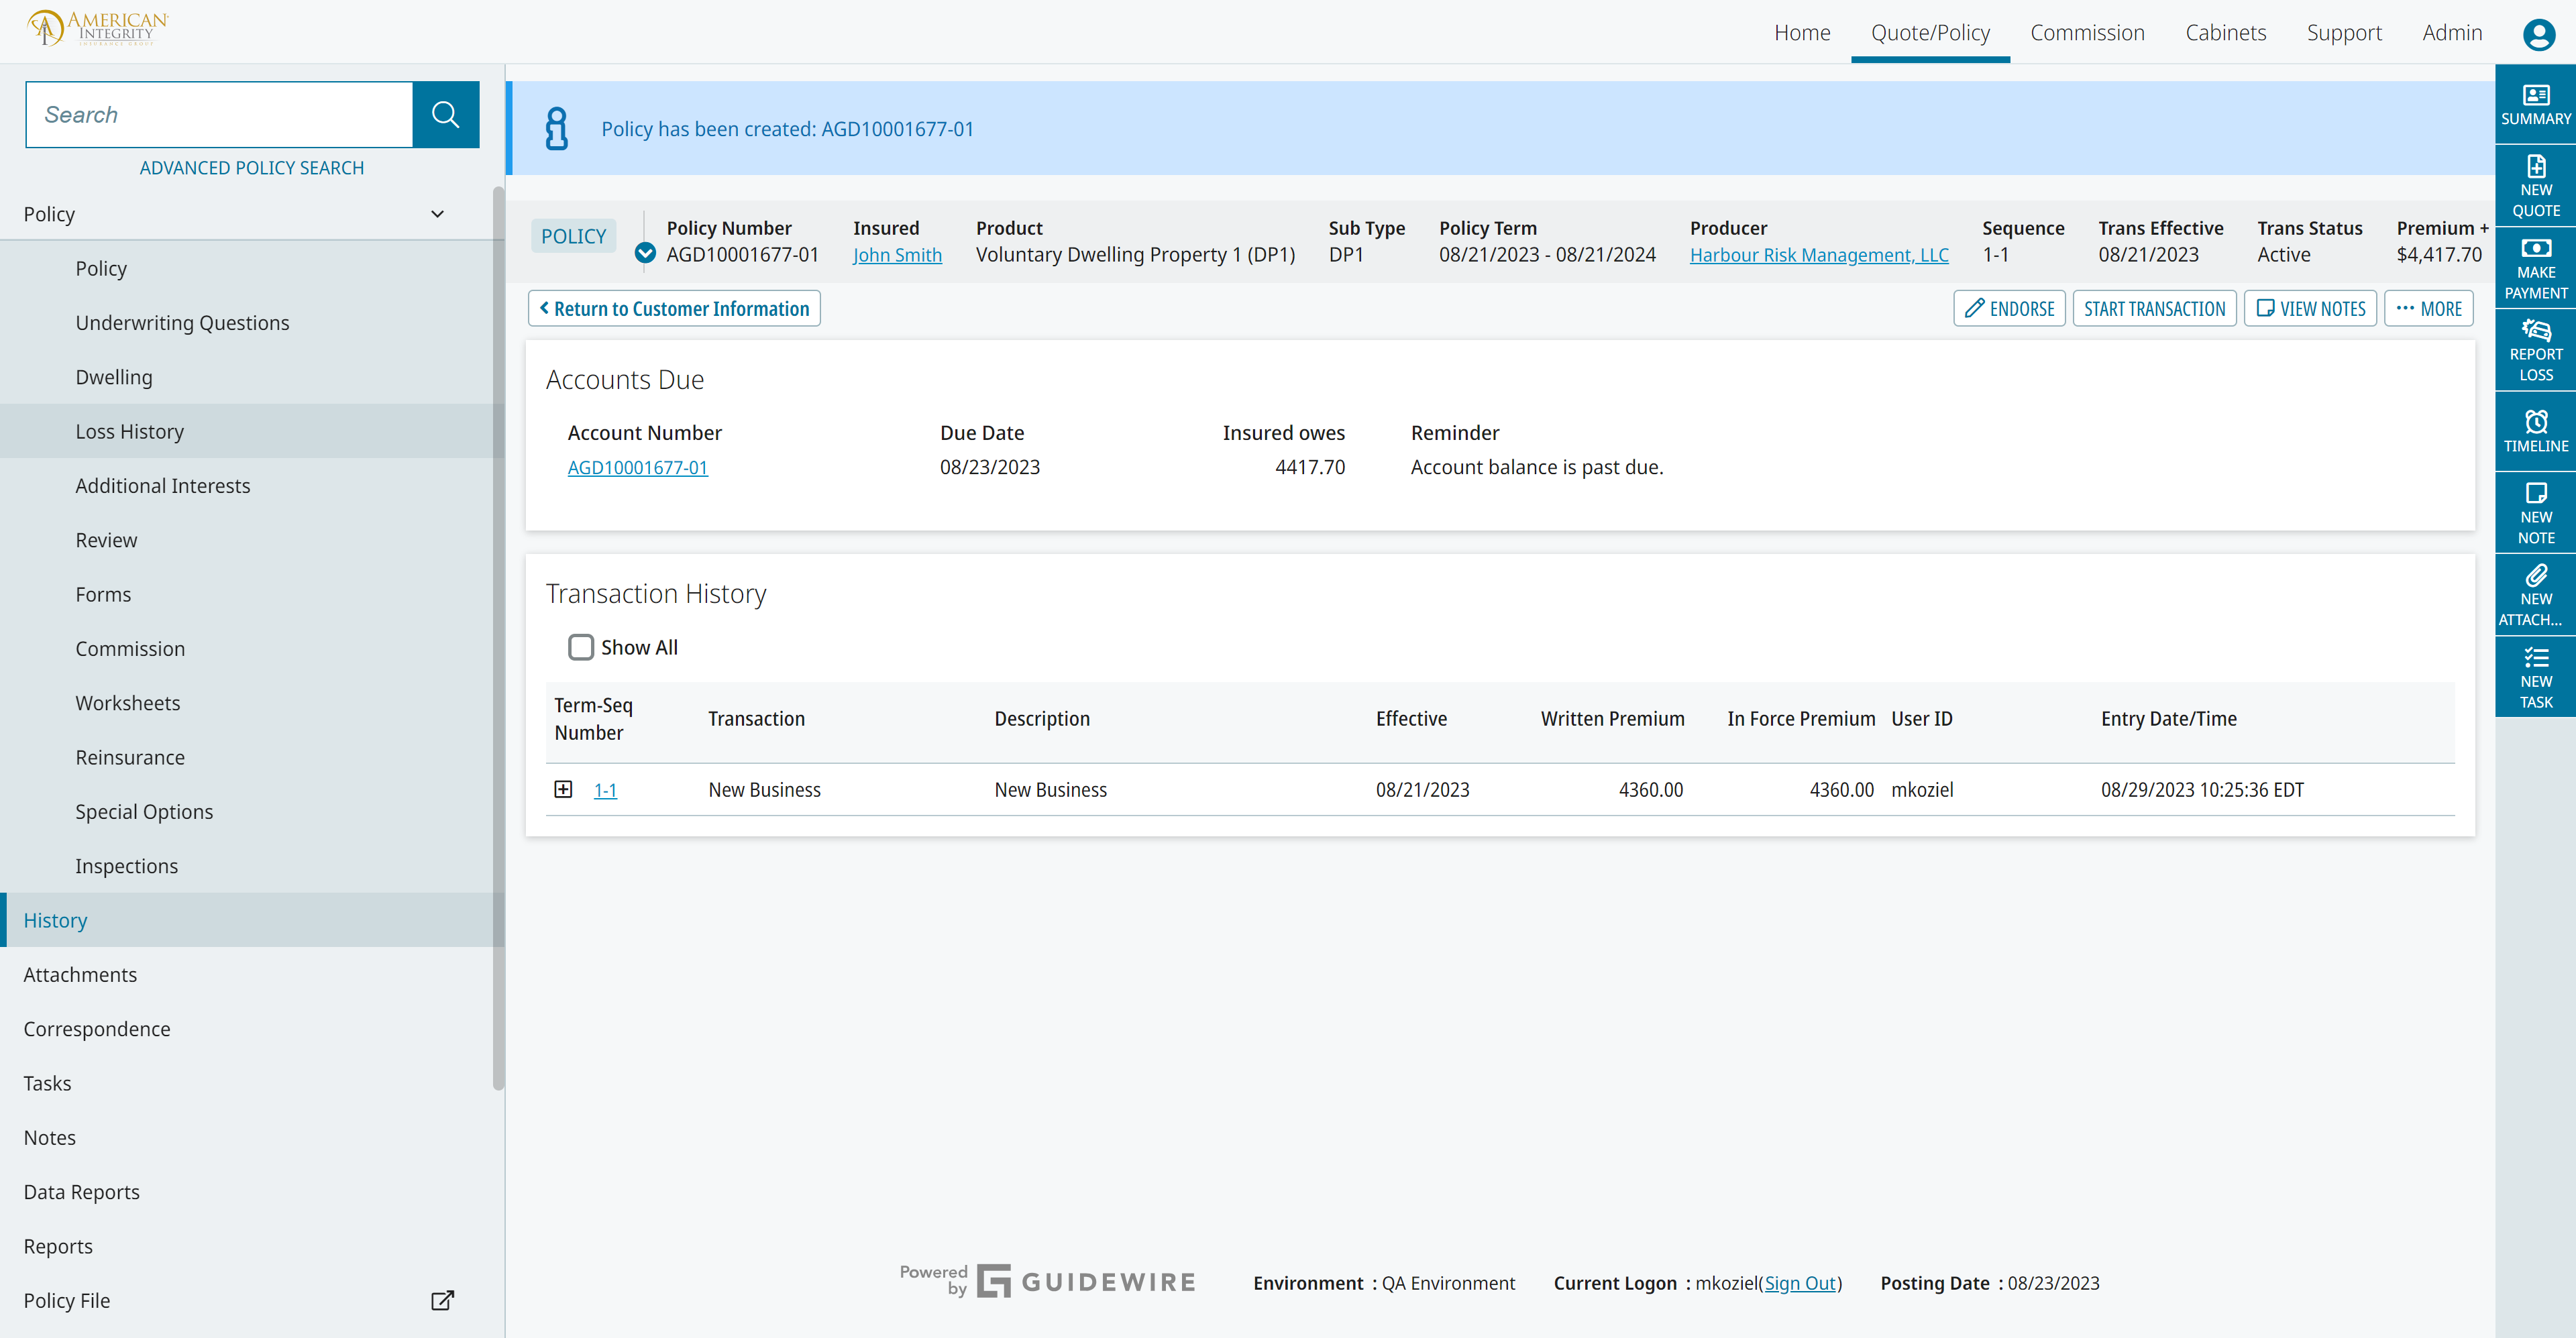 AMERICAN
INTEGRITY
INSURANCE GROUP
Home Quote/Policy Commission Cabinets Support Admin
Search
ADVANCED POLICY SEARCH
Policy
Policy
Underwriting Questions
Dwelling
Loss History
Additional Interests
Review
Forms
Commission
Worksheets
Reinsurance
Special Options
Inspections
History
Attachments
Correspondence
Tasks
Notes
Data Reports
Reports
Policy File
Policy has been created: AGD10001677-01
POLICY
Policy Number Insured Product Sub Type Policy Term Producer Sequence Trans Effective Trans Status Premium +
AGD10001677-01 John Smith Voluntary Dwelling Property 1 (DP1) DP1 08/21/2023 - 08/21/2024 Harbour Risk Management, LLC 1-1 08/21/2023 Active $4,417.70
Return to Customer Information
ENDORSE START TRANSACTION VIEW NOTES MORE
Accounts Due
Account Number Due Date Insured owes Reminder
AGD10001677-01 08/23/2023 4417.70 Account balance is past due.
Transaction History
Show All
Term-Seq
Number Transaction Description Effective Written Premium In Force Premium User ID Entry Date/Time
1-1 New Business New Business 08/21/2023 4360.00 4360.00 mkoziel 08/29/2023 10:25:36 EDT
SUMMARY
NEW
QUOTE
MAKE
PAYMENT
REPORT
LOSS
TIMELINE
NEW
NOTE
NEW
ATTACH...
NEW
TASK
Powered
by GUIDEWIRE
Environment : QA Environment Current Logon : mkoziel(Sign Out) Posting Date : 08/23/2023